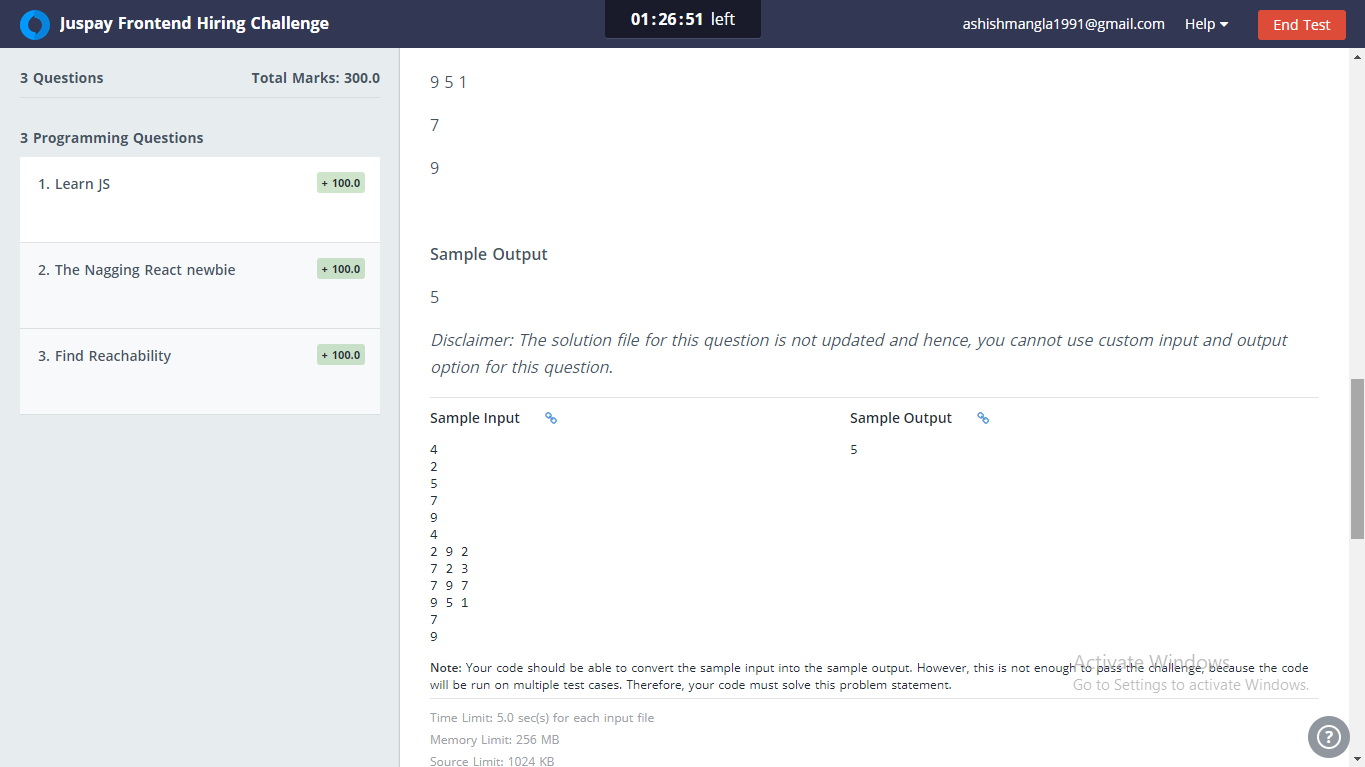 Juspay Frontend Hiring Challenge
01:26:51 left
ashishmangla1991@gmail.com
Help
End Test
3 Questions
Total Marks: 300.0
3 Programming Questions
1. Learn JS
+ 100.0
2. The Nagging React newbie
+ 100.0
3. Find Reachability
+ 100.0
9 5 1
7
9
Sample Output
5
Disclaimer: The solution file for this question is not updated and hence, you cannot use custom input and output
option for this question.
Sample Input
4
2
5
7
9
4
2 9 2
7 2 3
7 9 7
9 5 1
7
9
Sample Output
5
Note: Your code should be able to convert the sample input into the sample output. However, this is not enough to pass the challenge, because the code
will be run on multiple test cases. Therefore, your code must solve this problem statement.
Time Limit: 5.0 sec(s) for each input file
Memory Limit: 256 MB
Source Limit: 1024 KB
Activate Windows
Go to Settings to activate Windows.
?